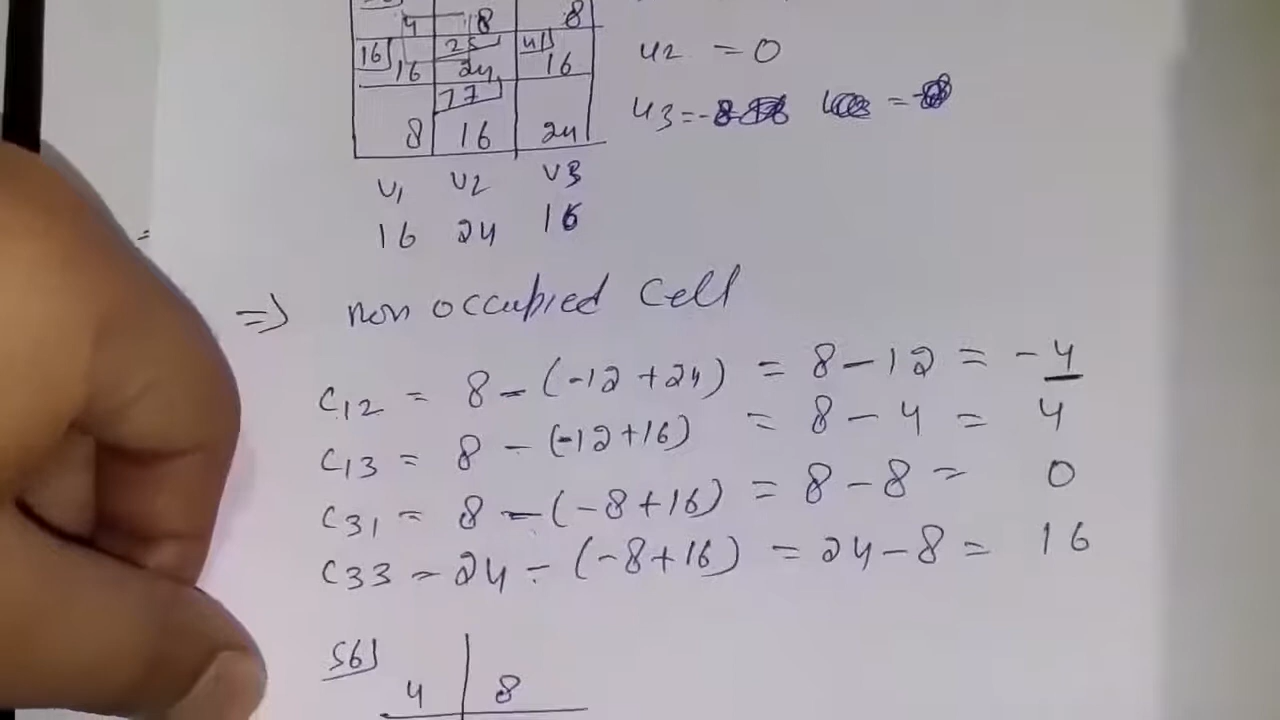 4 18 8
16 16 25 24 41 16
77
8 16 24
u2 = 0
u3 = -8
v1 v2 v3
16 24 16
=> non occupied cell
C12 = 8 - (-12 + 24) = 8 - 12 = -4
C13 = 8 - (-12 + 16) = 8 - 4 = 4
C31 = 8 - (-8 + 16) = 8 - 8 = 0
C33 = 24 - (-8 + 16) = 24 - 8 = 16
56
4 8